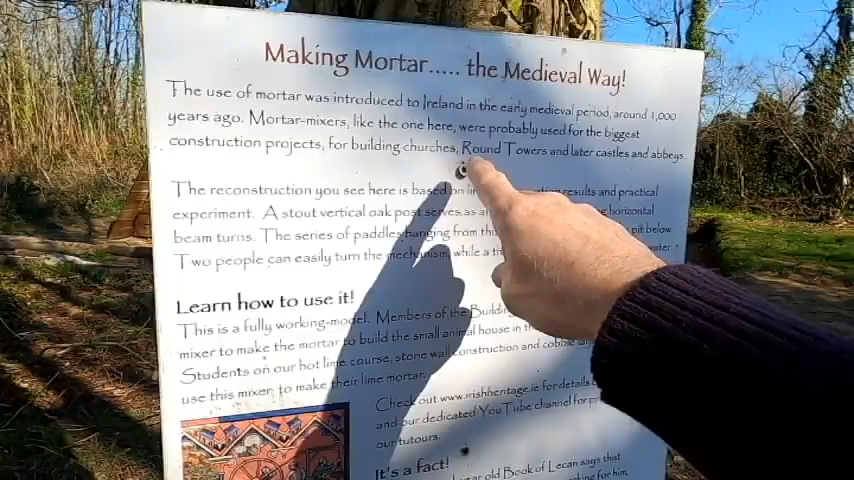 Making Mortar..... the Medieval Way!
The use of mortar was introduced to Ireland in the early medieval period, around 1,000
years ago. Mortar-mixers, like the one here, were probably used for the biggest
construction projects, for building churches, Round Towers and later castles and abbeys.
The reconstruction you see here is based on results and practical
experiment. A stout vertical oak post serves as horizontal
beam turns. The series of paddles hanging from this pit below
Two people can easily turn the mechanism while a water
Learn how to use it!
This is a fully working-model. Members of the
mixer to make the mortar to build the small animal house in
Students on our hot lime course, stone wall construction and
use this mixer to make their lime mortar.
Check out www.irishheritage.ie for details
and our dedicated YouTube channel for
our tutours.
It's a fact!
year old Book of Lecan says that
for him,